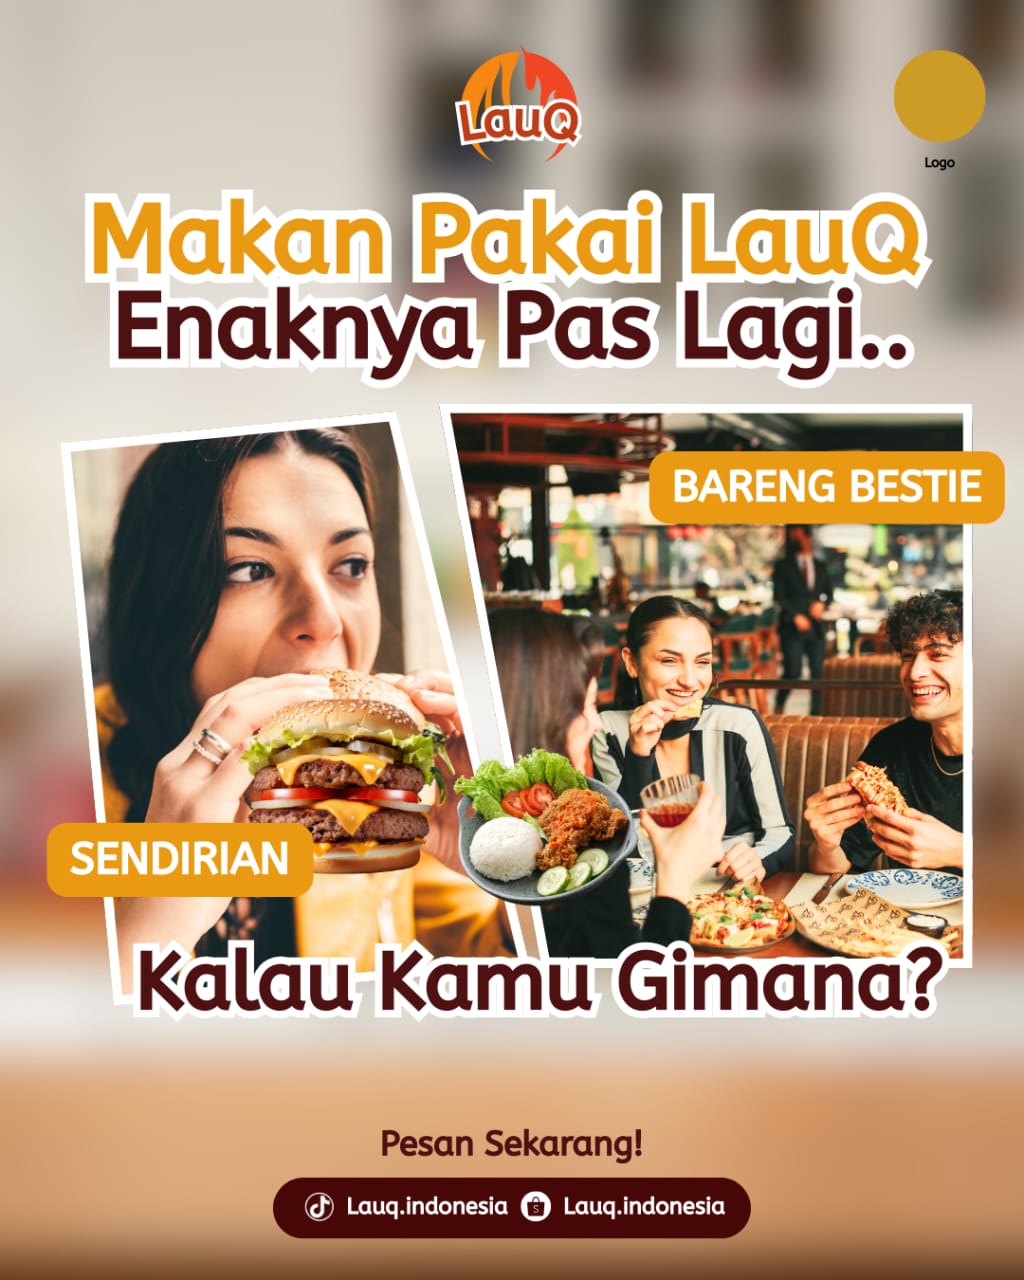 LauQ
Logo
Makan Pakai LauQ
Enaknya Pas Lagi..
BARENG BESTIE
SENDIRIAN
Kalau Kamu Gimana?
Pesan Sekarang!
Lauq.indonesia Lauq.indonesia